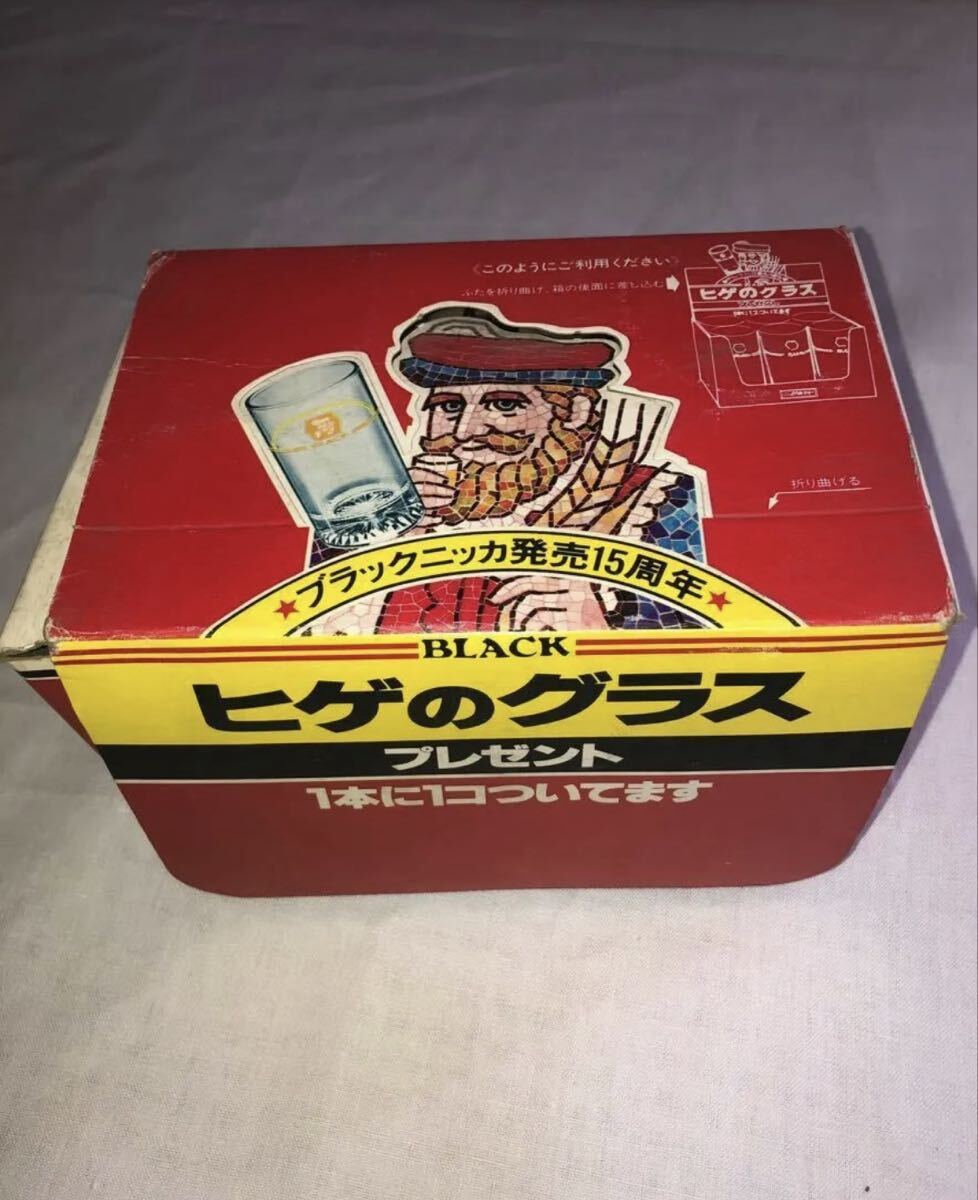 〈このようにご利用ください〉
ふたを折り曲げ、箱の後面に差し込む
ヒゲのグラス
1本に1コついてます
折り曲げる
★ブラックニッカ発売15周年★
BLACK
ヒゲのグラス
プレゼント
1本に1コついてます